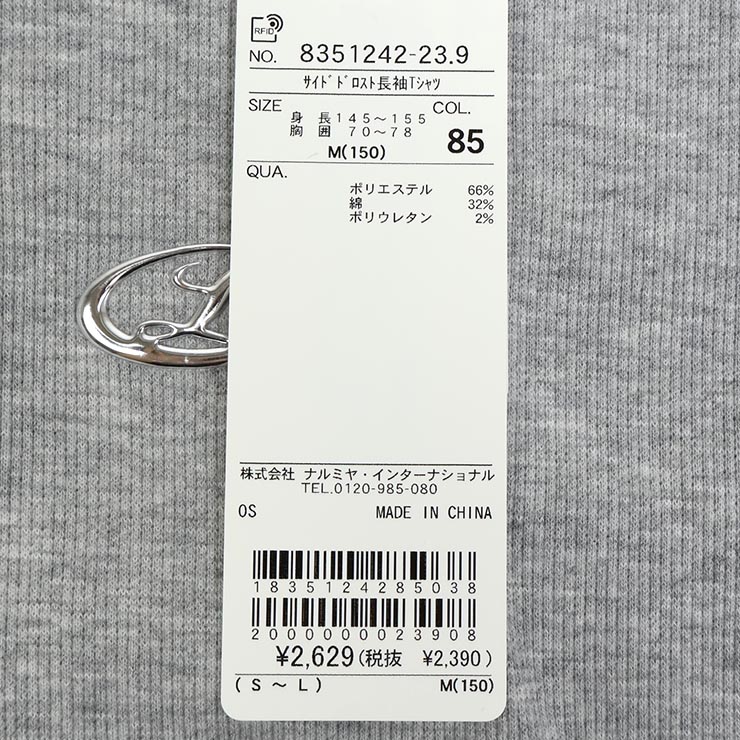 RFID
NO. 8351242-23.9
ｻｲﾄﾞﾄﾞﾛｽﾄ長袖Tシャツ
SIZE COL.
身長145～155
胸囲 70～78
M(150) 85
QUA.
ポリエステル 66%
綿 32%
ポリウレタン 2%
株式会社 ナルミヤ・インターナショナル
TEL.0120-985-080
OS MADE IN CHINA
1835124285038
2000000023908
¥2,629(税抜 ¥2,390)
(S～L) M(150)